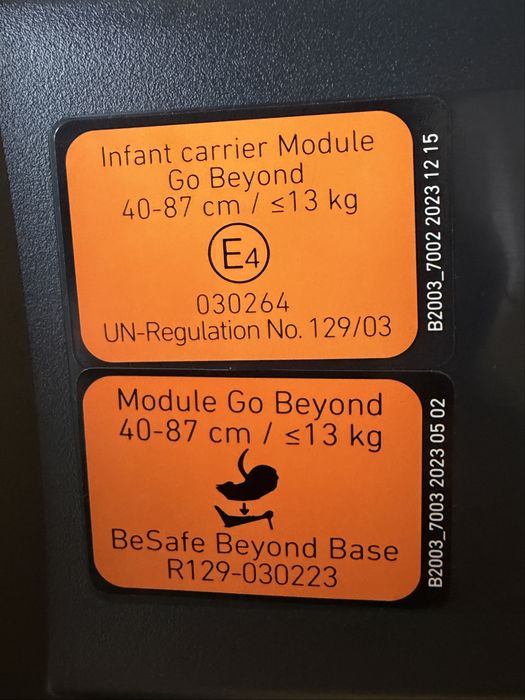 Infant carrier Module
Go Beyond
40-87 cm / ≤13 kg
E4
030264
UN-Regulation No. 129/03
B2003_7002 2023 12 15
Module Go Beyond
40-87 cm / ≤13 kg
BeSafe Beyond Base
R129-030223
B2003_7003 2023 05 02